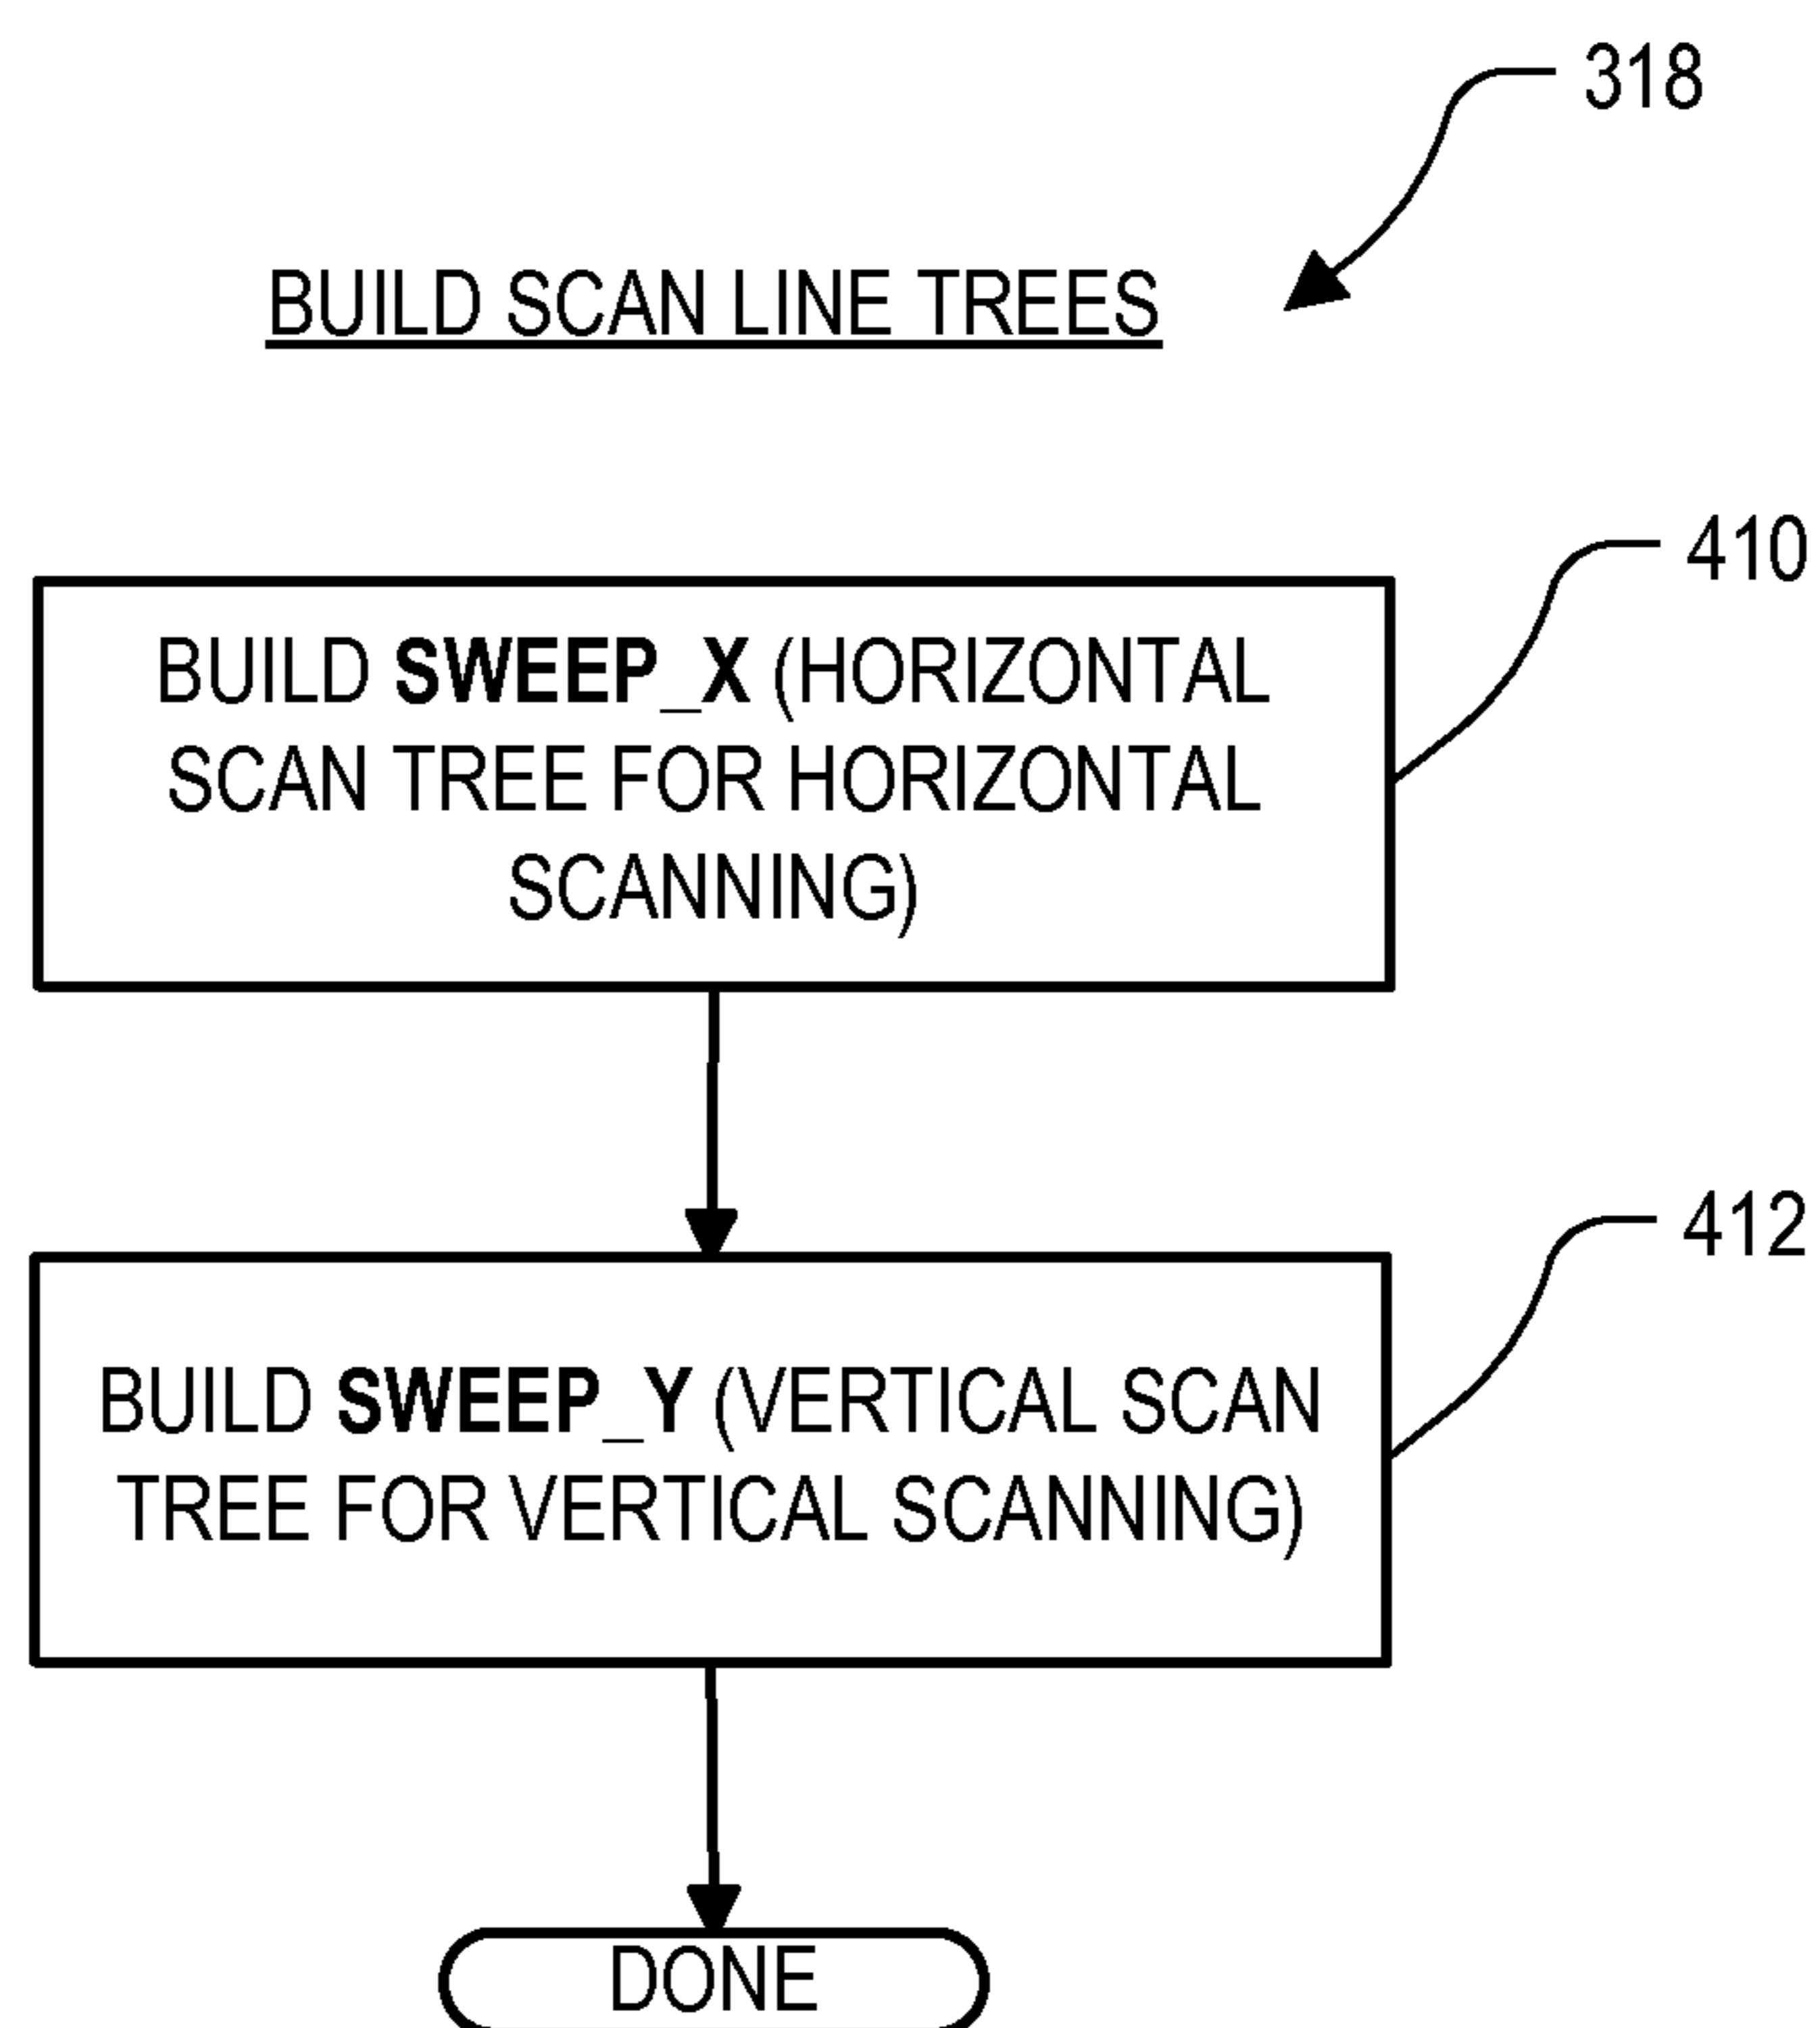 318
BUILD SCAN LINE TREES
410
BUILD SWEEP_X (HORIZONTAL
SCAN TREE FOR HORIZONTAL
SCANNING)
412
BUILD SWEEP_Y (VERTICAL SCAN
TREE FOR VERTICAL SCANNING)
DONE